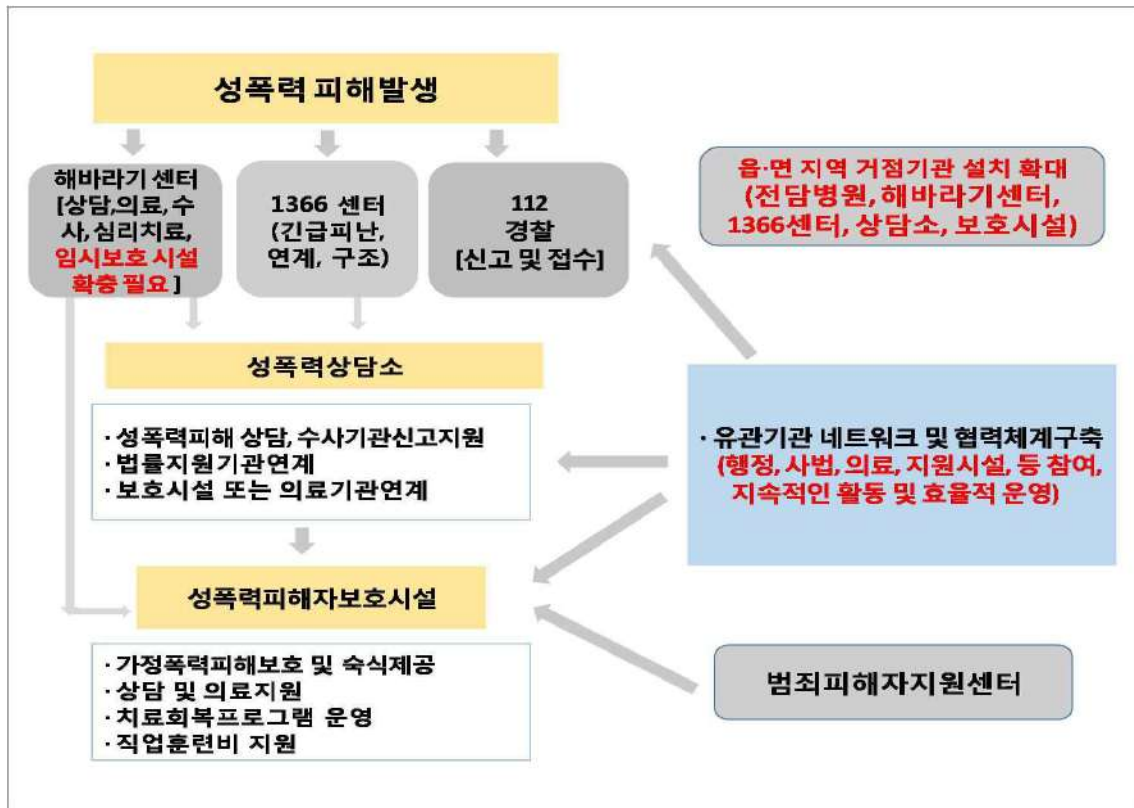 성폭력 피해발생
해바라기 센터
[상담,의료,수
사,심리치료,
임시보호 시설
확충 필요 ]
1366 센터
(긴급피난,
연계, 구조)
112
경찰
[신고 및 접수]
읍·면 지역 거점기관 설치 확대
(전담병원, 해바라기센터,
1366센터, 상담소, 보호시설)
성폭력상담소
· 성폭력피해 상담, 수사기관신고지원
· 법률지원기관연계
· 보호시설 또는 의료기관연계
· 유관기관 네트워크 및 협력체계구축
(행정, 사법, 의료, 지원시설, 등 참여,
지속적인 활동 및 효율적 운영)
성폭력피해자보호시설
· 가정폭력피해보호 및 숙식제공
· 상담 및 의료지원
· 치료회복프로그램 운영
· 직업훈련비 지원
범죄피해자지원센터